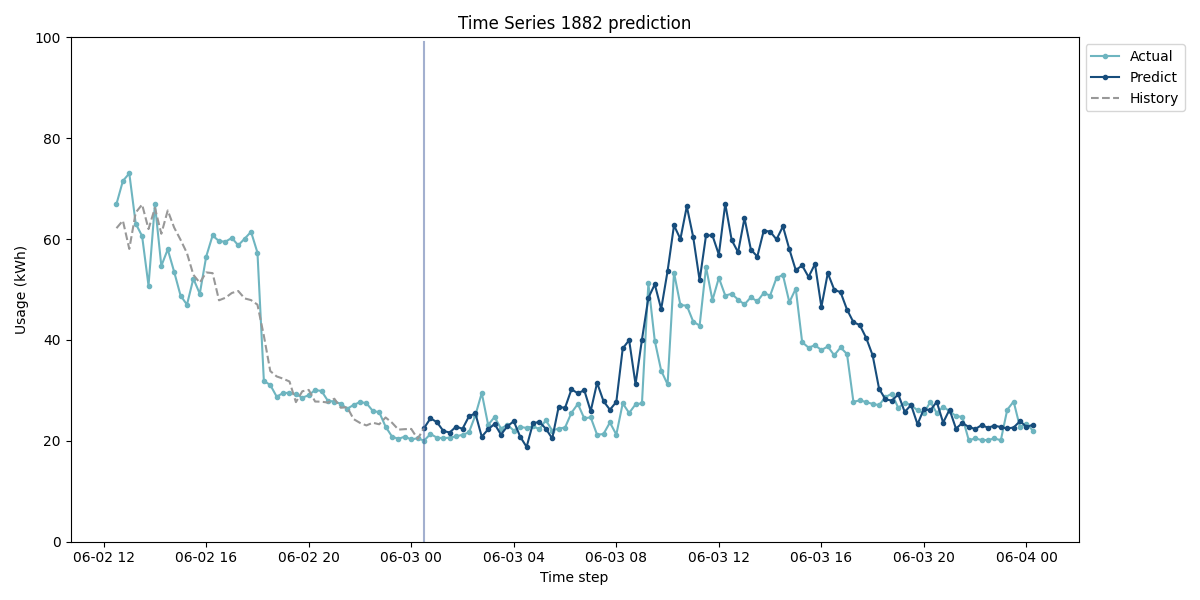 Time Series 1882 prediction
100
80
60
40
20
0
Usage (kWh)
06-02 12
06-02 16
06-02 20
06-03 00
06-03 04
06-03 08
06-03 12
06-03 16
06-03 20
06-04 00
Time step
Actual
Predict
History